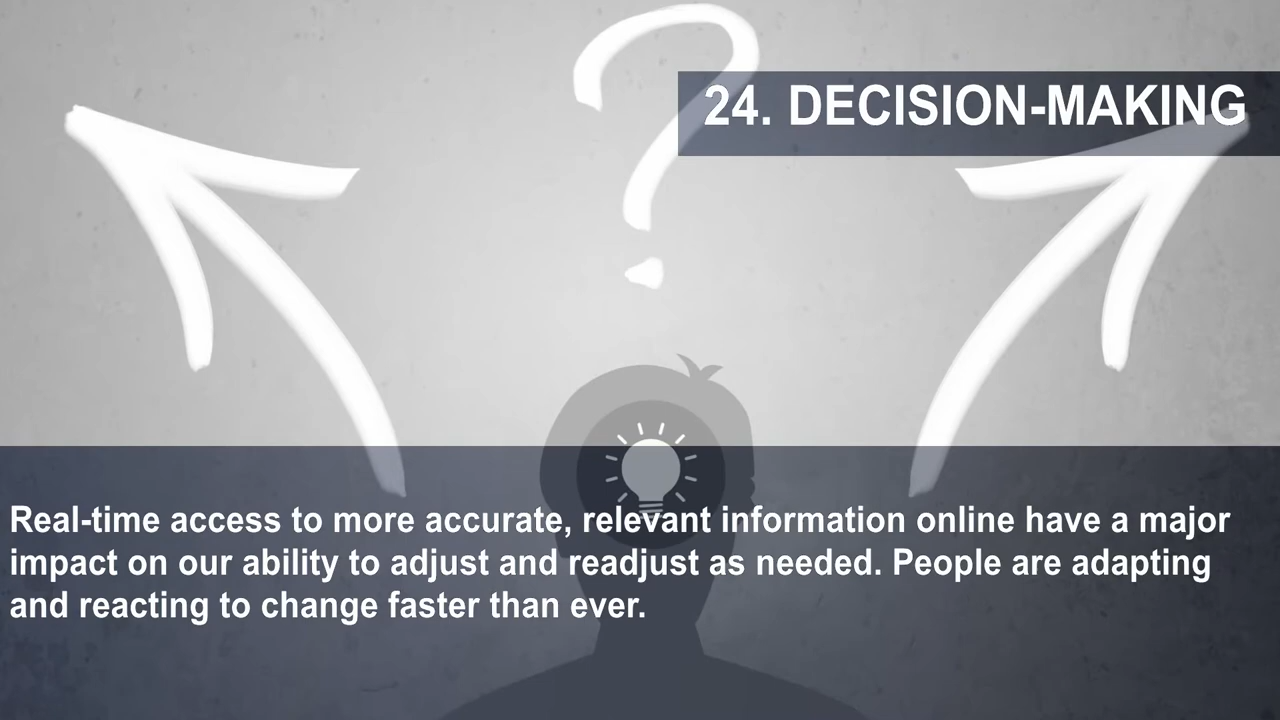 24. DECISION-MAKING
Real-time access to more accurate, relevant information online have a major
impact on our ability to adjust and readjust as needed. People are adapting
and reacting to change faster than ever.